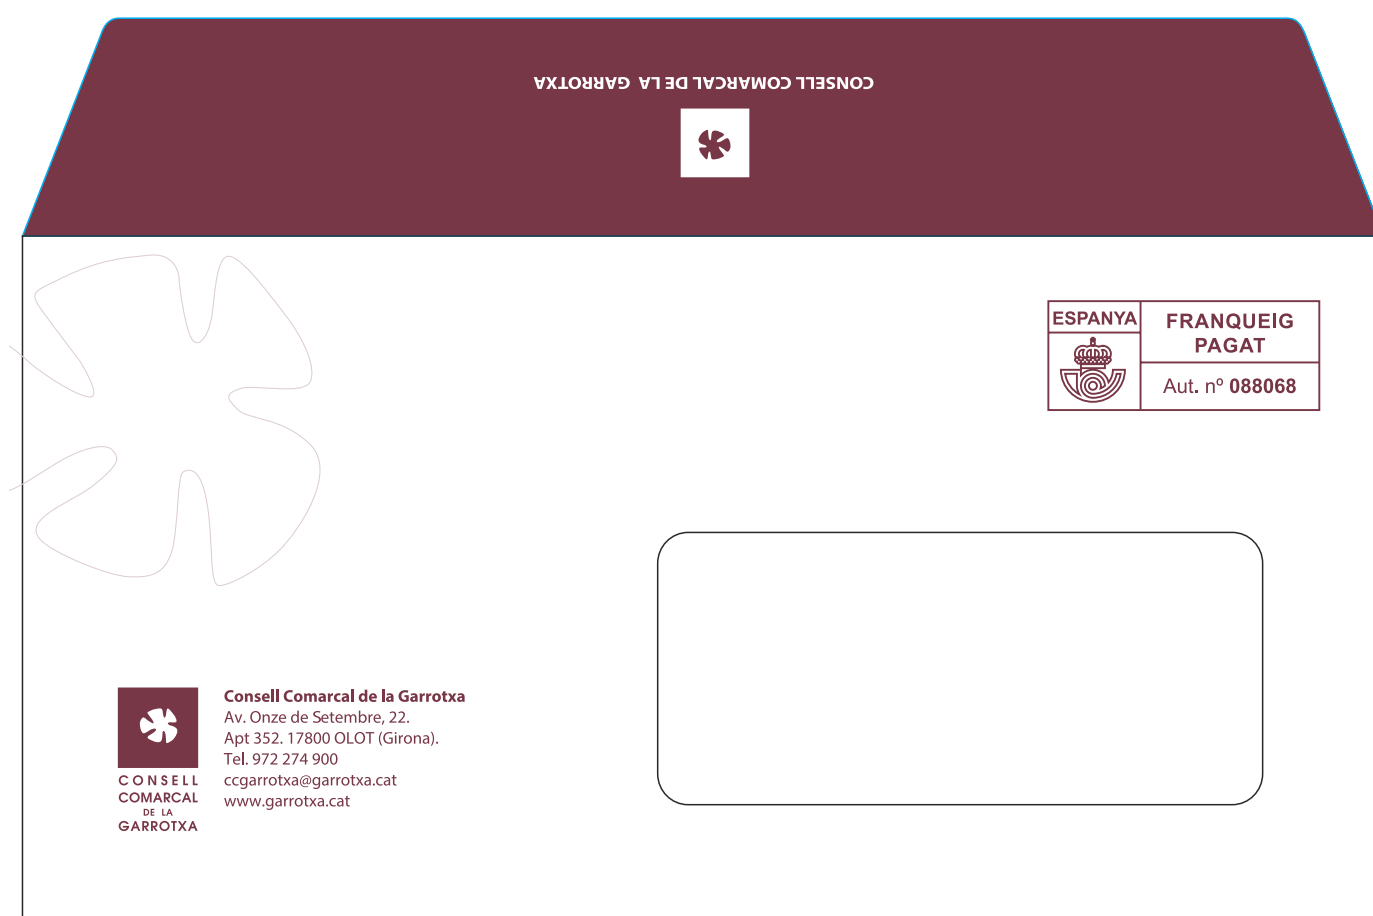 CONSELL COMARCAL DE LA GARROTXA
ESPANYA
FRANQUEIG
PAGAT
Aut. nº 088068
CONSELL
COMARCAL
DE LA
GARROTXA
Consell Comarcal de la Garrotxa
Av. Onze de Setembre, 22.
Apt 352. 17800 OLOT (Girona).
Tel. 972 274 900
ccgarrotxa@garrotxa.cat
www.garrotxa.cat